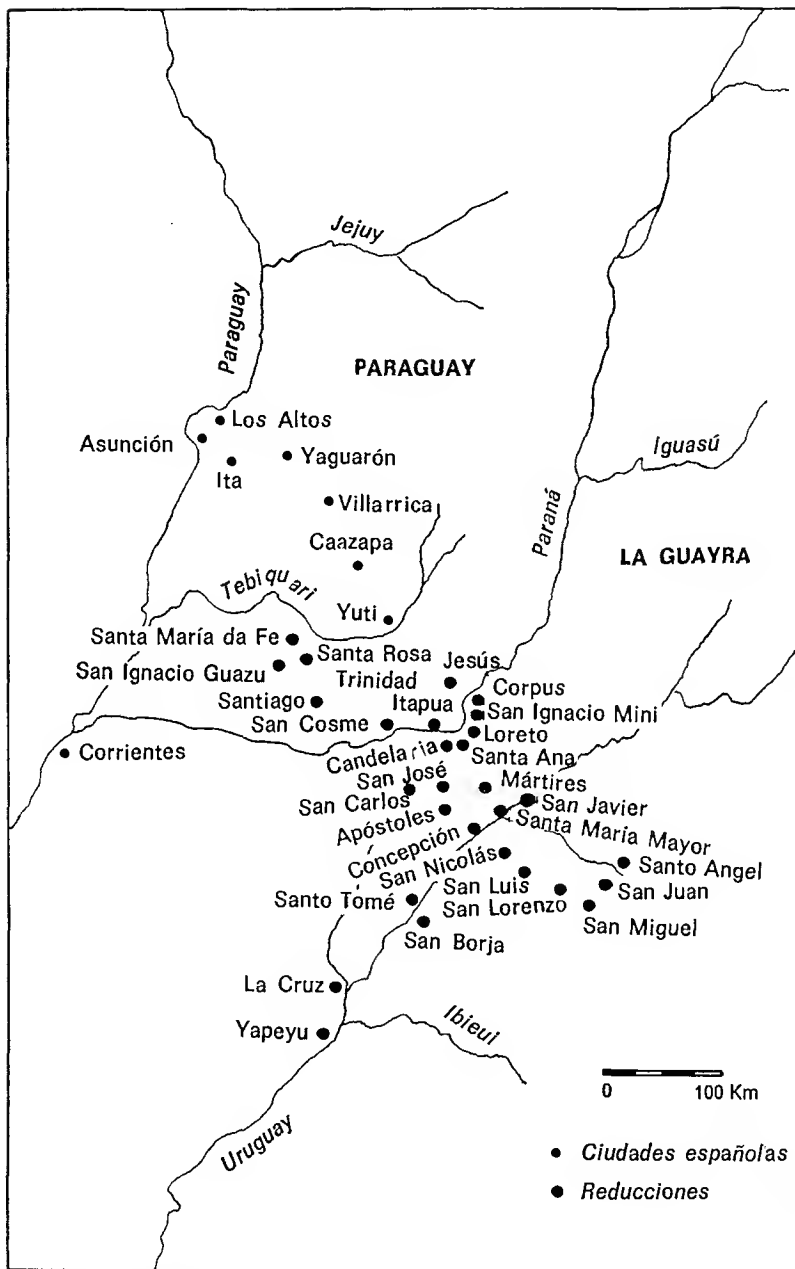 Jejuy
Paraguay
PARAGUAY
Los Altos
Asunción
Ita
Yaguarón
Iguasú
Villarrica
Paraná
Caazapa
LA GUAYRA
Tebiquari
Yuti
Santa María da Fe
Santa Rosa
San Ignacio Guazu
Jesús
Trinidad
Corpus
Santiago
Itapua
San Ignacio Mini
San Cosme
Loreto
Corrientes
Candelaria
Santa Ana
San José
Mártires
San Carlos
San Javier
Apóstoles
Santa María Mayor
Concepción
San Nicolás
Santo Angel
San Luis
San Juan
Santo Tomé
San Lorenzo
San Miguel
San Borja
La Cruz
Ibieui
Yapeyu
0 100 Km
Uruguay
Ciudades españolas
Reducciones